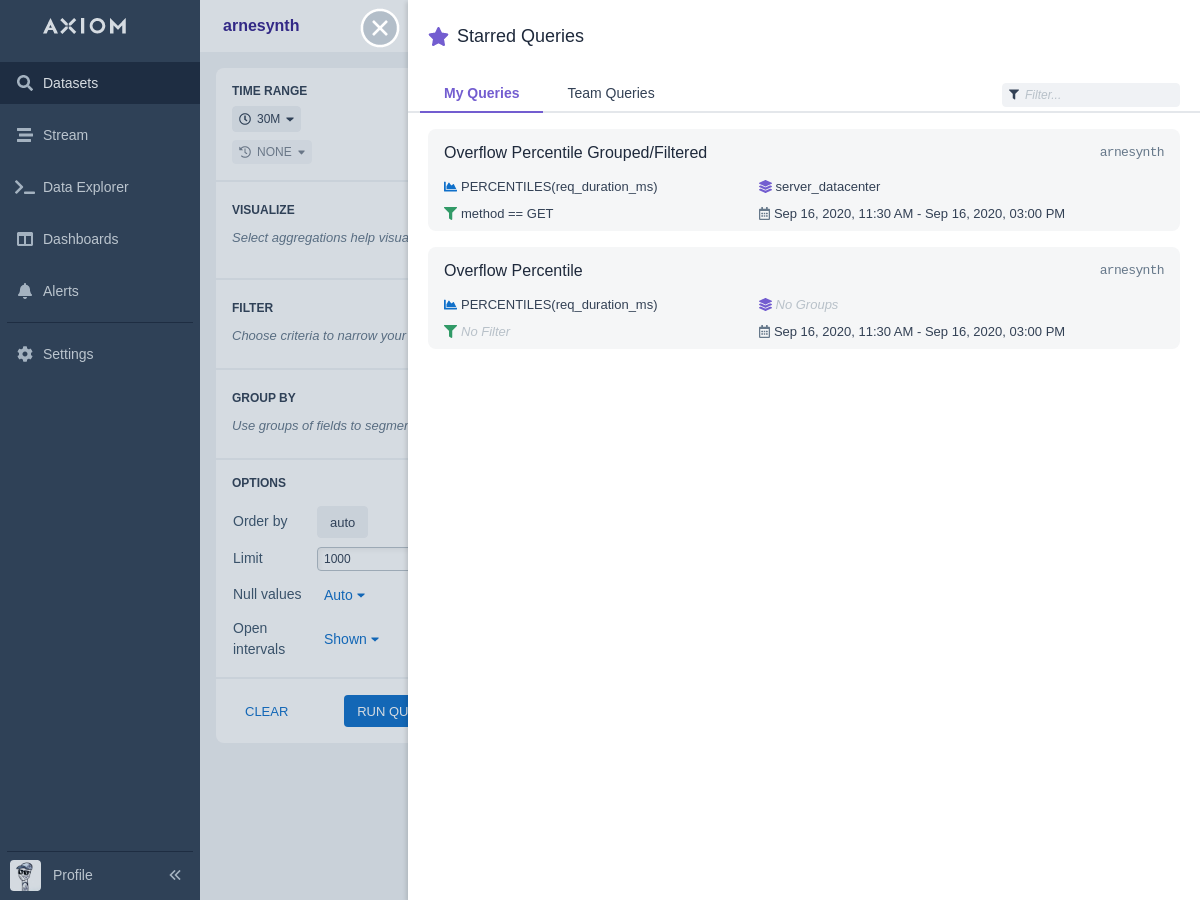 AXIOM
Datasets
Stream
Data Explorer
Dashboards
Alerts
Settings
Profile
arnesynth
TIME RANGE
30M
NONE
VISUALIZE
Select aggregations help visua
FILTER
Choose criteria to narrow your
GROUP BY
Use groups of fields to segmen
OPTIONS
Order by auto
Limit 1000
Null values Auto
Open intervals Shown
CLEAR RUN QU
Starred Queries
My Queries Team Queries Filter...
Overflow Percentile Grouped/Filtered arnesynth
PERCENTILES(req_duration_ms) server_datacenter
method == GET Sep 16, 2020, 11:30 AM - Sep 16, 2020, 03:00 PM
Overflow Percentile arnesynth
PERCENTILES(req_duration_ms) No Groups
No Filter Sep 16, 2020, 11:30 AM - Sep 16, 2020, 03:00 PM